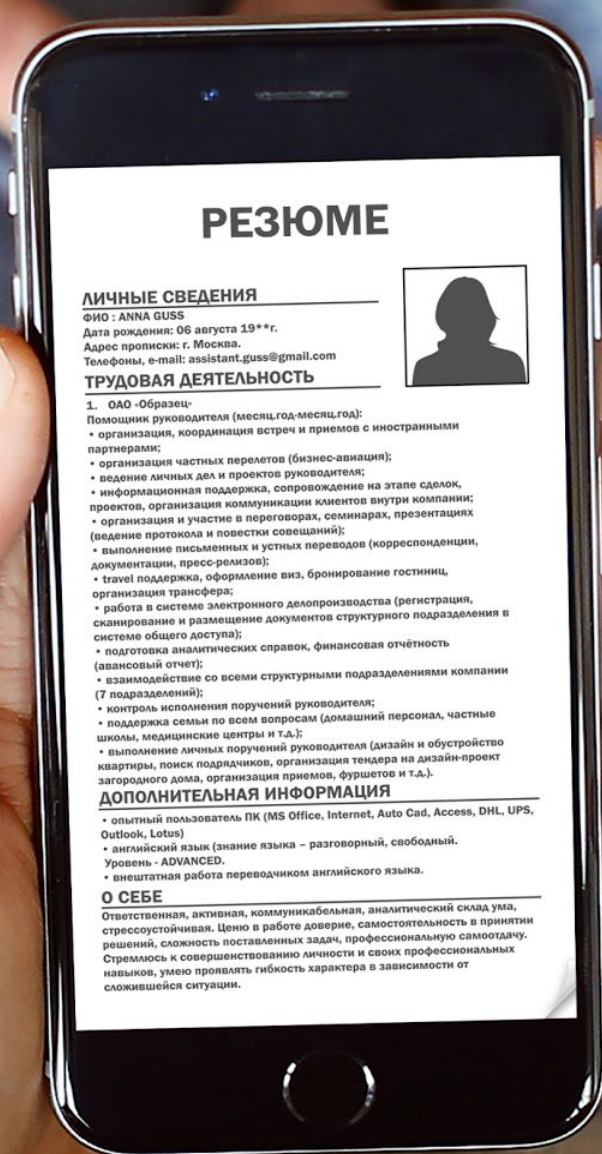 РЕЗЮМЕ
ЛИЧНЫЕ СВЕДЕНИЯ
ФИО : ANNA GUSS
Дата рождения: 06 августа 19**г.
Адрес прописки: г. Москва.
Телефоны, e-mail: assistant.guss@gmail.com
ТРУДОВАЯ ДЕЯТЕЛЬНОСТЬ
1. ОАО «Образец»
Помощник руководителя (месяц.год-месяц.год):
• организация, координация встреч и приемов с иностранными
партнерами;
• организация частных перелетов (бизнес-авиация);
• ведение личных дел и проектов руководителя;
• информационная поддержка, сопровождение на этапе сделок,
проектов, организация коммуникации клиентов внутри компании;
• организация и участие в переговорах, семинарах, презентациях
(ведение протокола и повестки совещаний);
• выполнение письменных и устных переводов (корреспонденции,
документации, пресс-релизов);
• travel поддержка, оформление виз, бронирование гостиниц,
организация трансфера;
• работа в системе электронного делопроизводства (регистрация,
сканирование и размещение документов структурного подразделения в
системе общего доступа);
• подготовка аналитических справок, финансовая отчётность
(авансовый отчет);
• взаимодействие со всеми структурными подразделениями компании
(7 подразделений);
• контроль исполнения поручений руководителя;
• поддержка семьи по всем вопросам (домашний персонал, частные
школы, медицинские центры и т.д.);
• выполнение личных поручений руководителя (дизайн и обустройство
квартиры, поиск подрядчиков, организация тендера на дизайн-проект
загородного дома, организация приемов, фуршетов и т.д.).
ДОПОЛНИТЕЛЬНАЯ ИНФОРМАЦИЯ
• опытный пользователь ПК (MS Office, Internet, Auto Cad, Access, DHL, UPS,
Outlook, Lotus)
• английский язык (знание языка – разговорный, свободный.
Уровень - ADVANCED.
• внештатная работа переводчиком английского языка.
О СЕБЕ
Ответственная, активная, коммуникабельная, аналитический склад ума,
стрессоустойчивая. Ценю в работе доверие, самостоятельность в принятии
решений, сложность поставленных задач, профессиональную самоотдачу.
Стремлюсь к совершенствованию личности и своих профессиональных
навыков, умею проявлять гибкость характера в зависимости от
сложившейся ситуации.